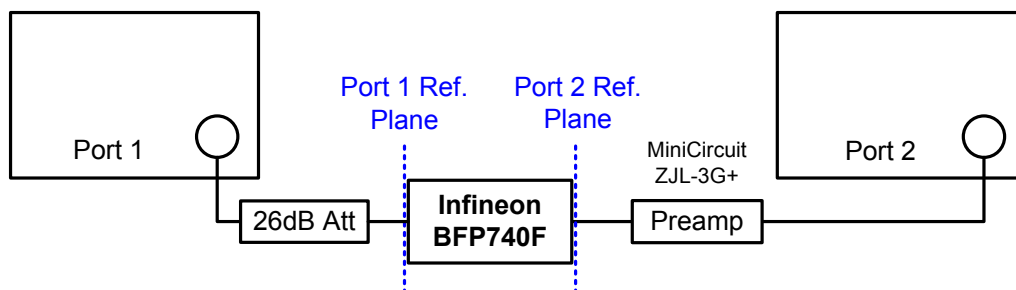 Port 1 Ref.
Plane
Port 2 Ref.
Plane
Port 1
MiniCircuit
ZJL-3G+
Port 2
26dB Att
Infineon
BFP740F
Preamp